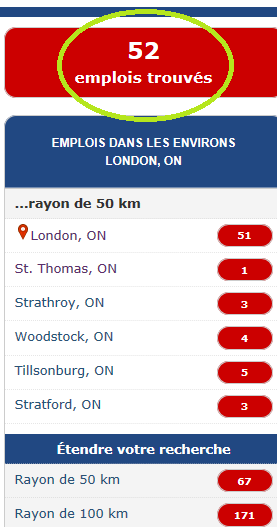 52
emplois trouvés
EMPLOIS DANS LES ENVIRONS
LONDON, ON
...rayon de 50 km
London, ON 51
St. Thomas, ON 1
Strathroy, ON 3
Woodstock, ON 4
Tillsonburg, ON 5
Stratford, ON 3
Étendre votre recherche
Rayon de 50 km 67
Rayon de 100 km 171